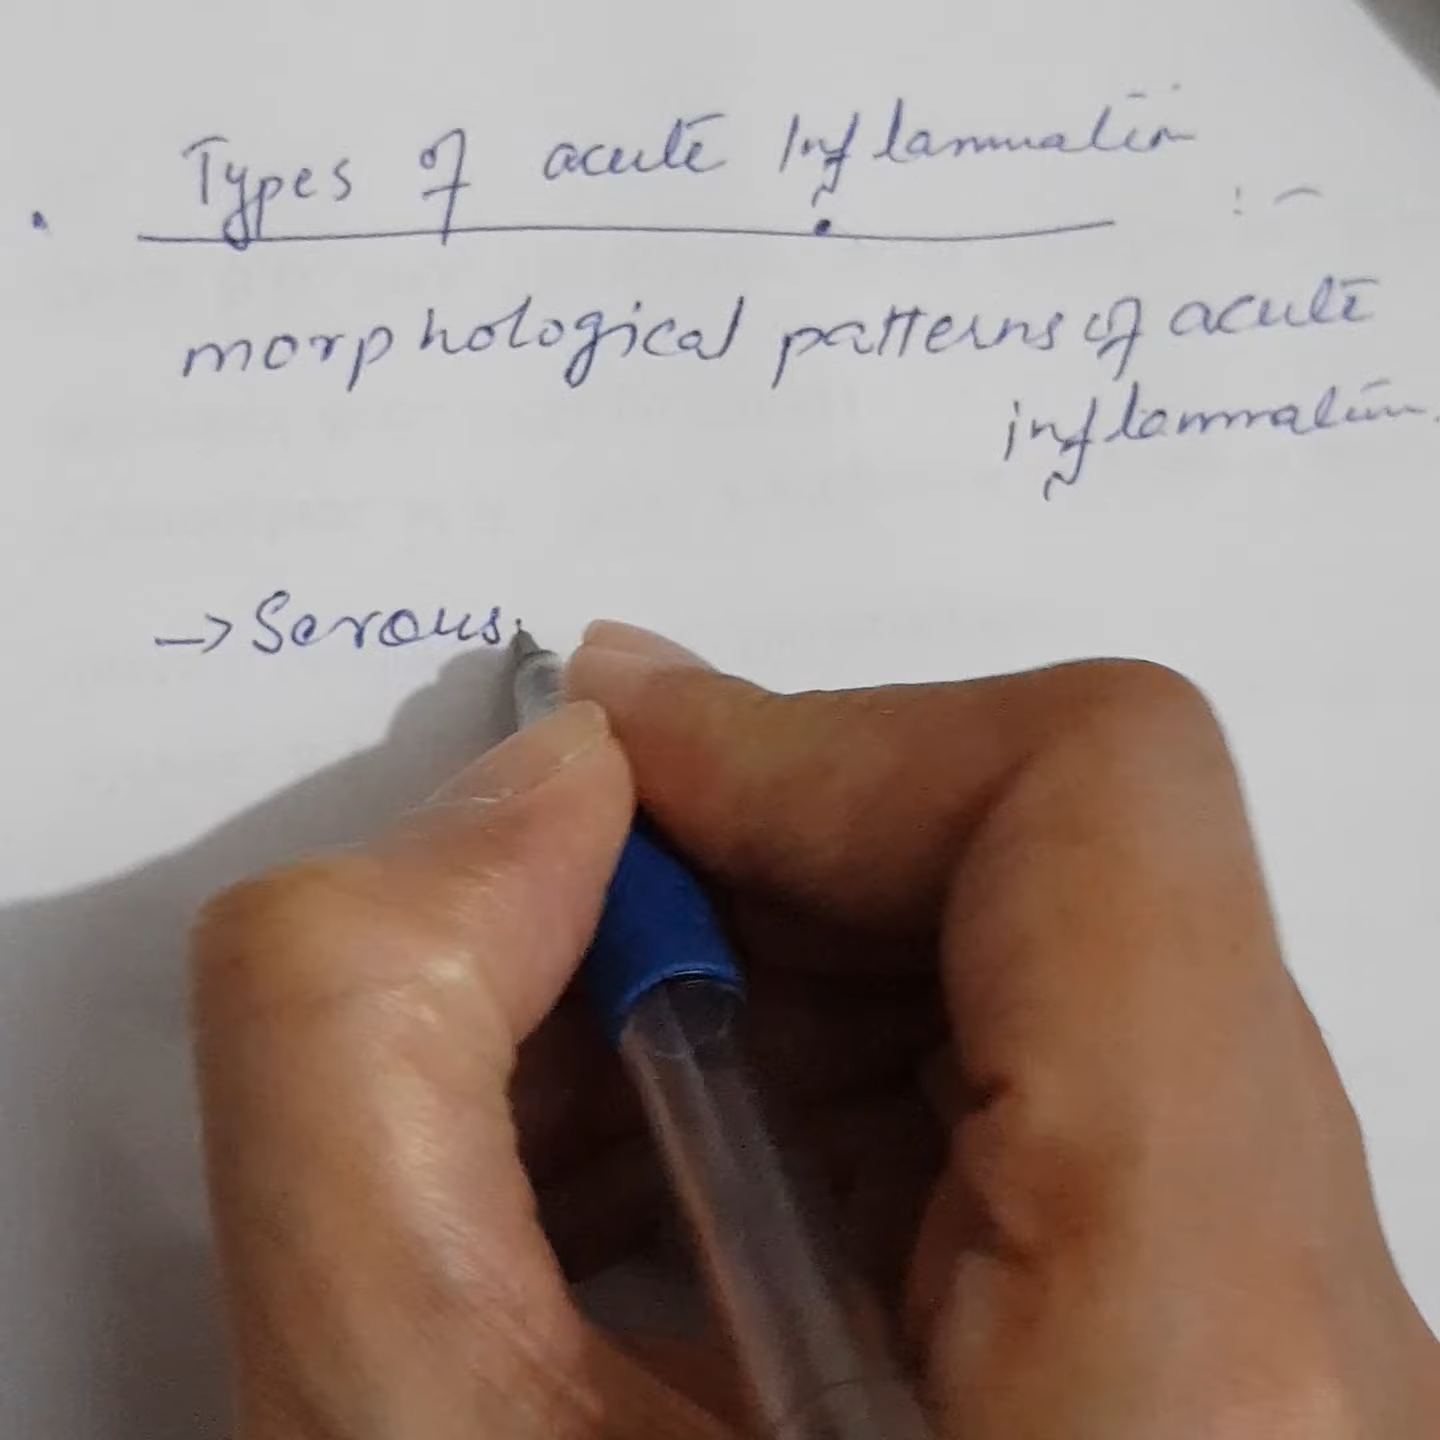 Types of acute Inflammation :-
morphological patterns of acute
inflammation.
→ Serous